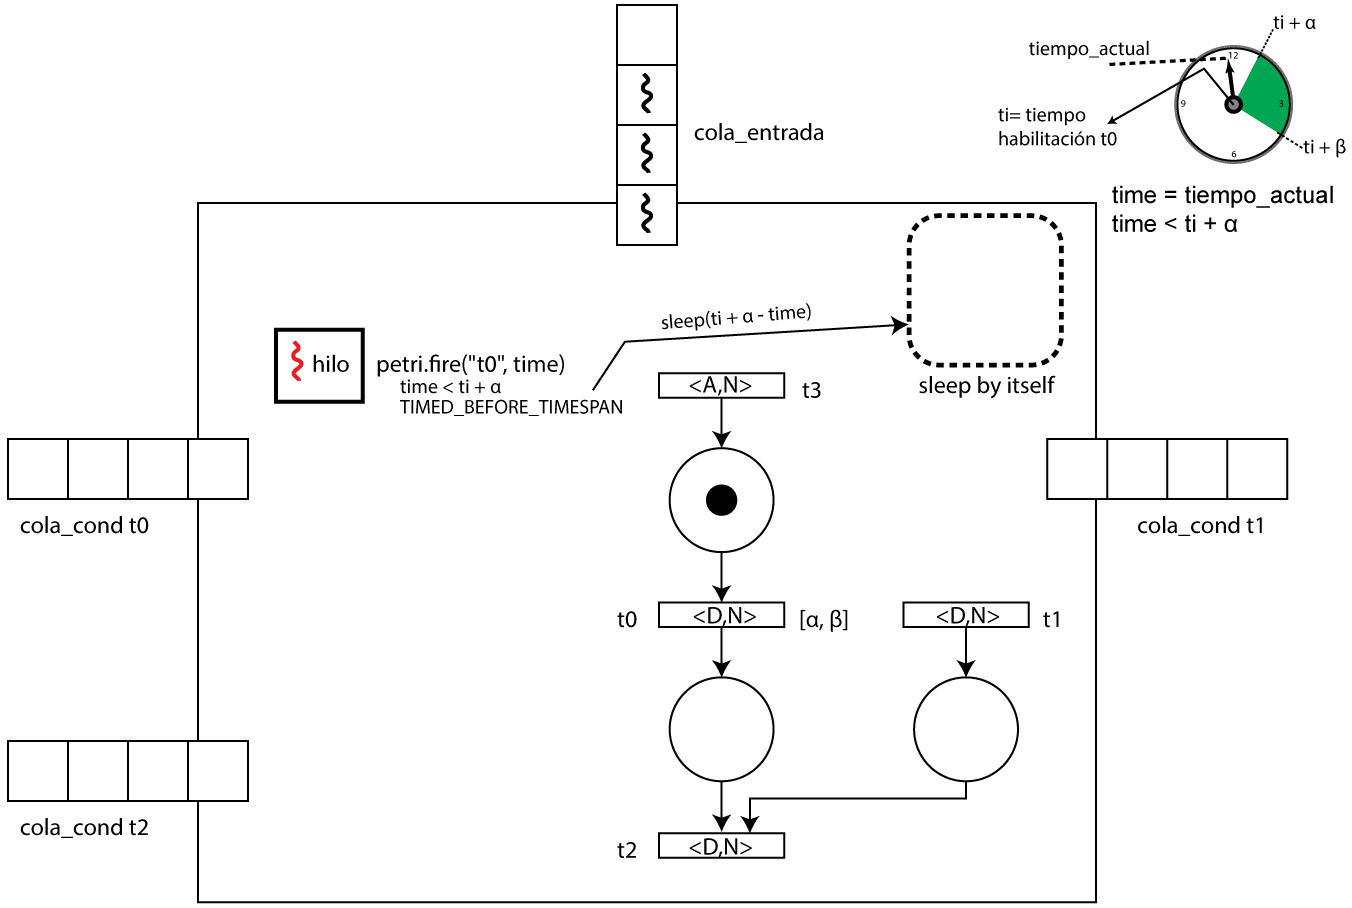 ti + α
tiempo_actual
12
9
3
6
ti= tiempo
habilitación t0
ti + β
cola_entrada
time = tiempo_actual
time < ti + α
sleep(ti + α - time)
hilo
petri.fire("t0", time)
time < ti + α
TIMED_BEFORE_TIMESPAN
<A,N>
t3
sleep by itself
cola_cond t0
cola_cond t1
t0
<D,N>
[α, β]
<D,N>
t1
cola_cond t2
t2
<D,N>